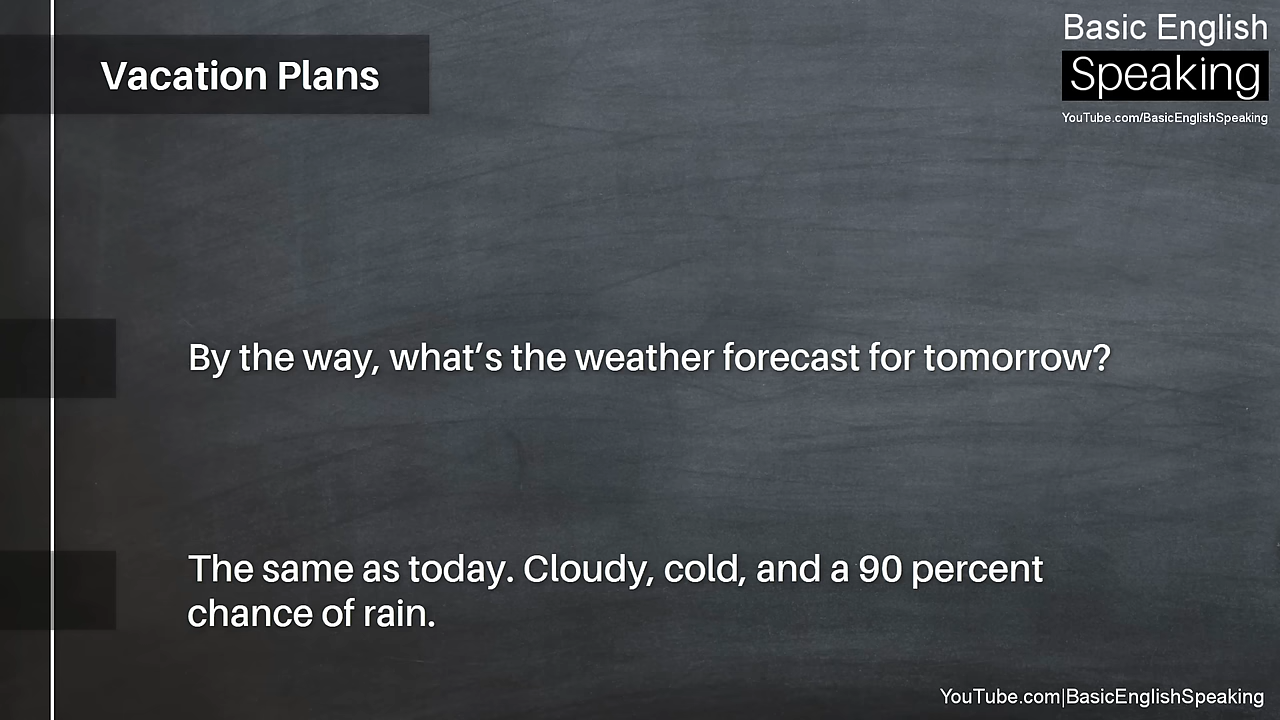 Basic English
Vacation Plans
Speaking
YouTube.com/BasicEnglishSpeaking
By the way, what’s the weather forecast for tomorrow?
The same as today. Cloudy, cold, and a 90 percent
chance of rain.
YouTube.com|BasicEnglishSpeaking